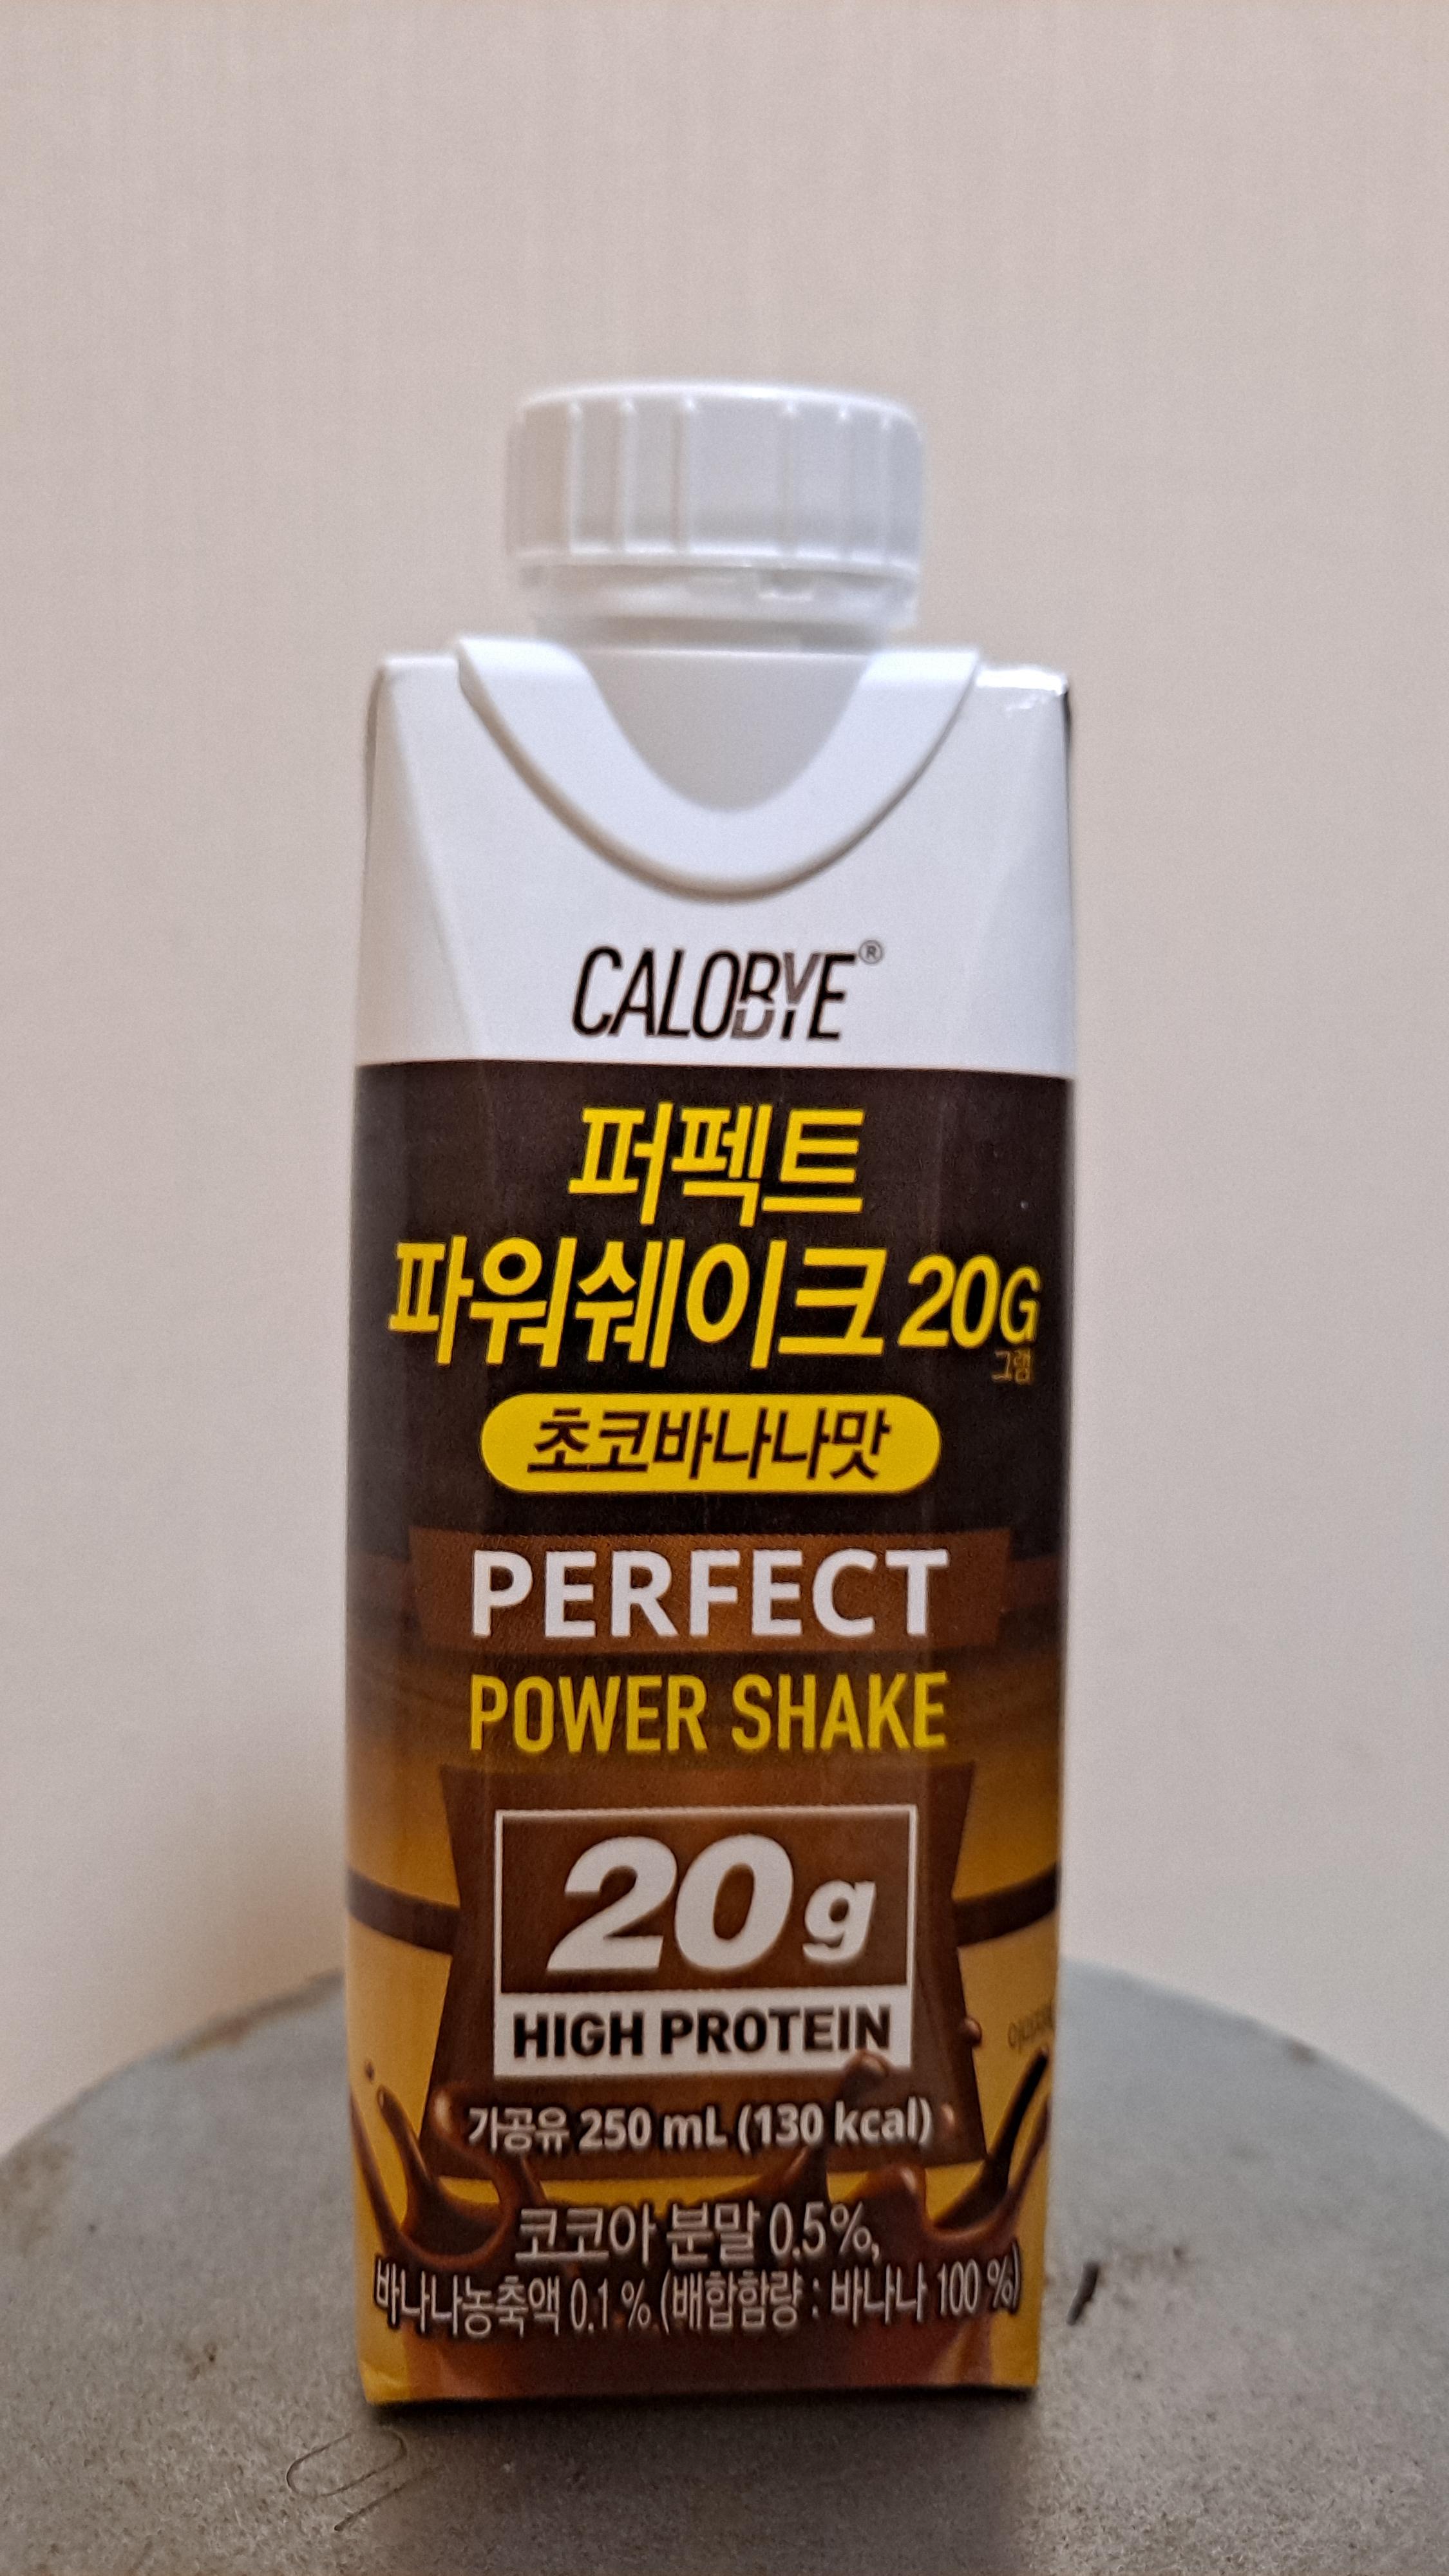 CALOBYE®
퍼펙트
파워쉐이크 20G
그램
초코바나나맛
PERFECT
POWER SHAKE
20g
HIGH PROTEIN
가공유 250 mL (130 kcal)
코코아 분말 0.5%,
바나나농축액 0.1 % (배합함량 : 바나나 100 %)